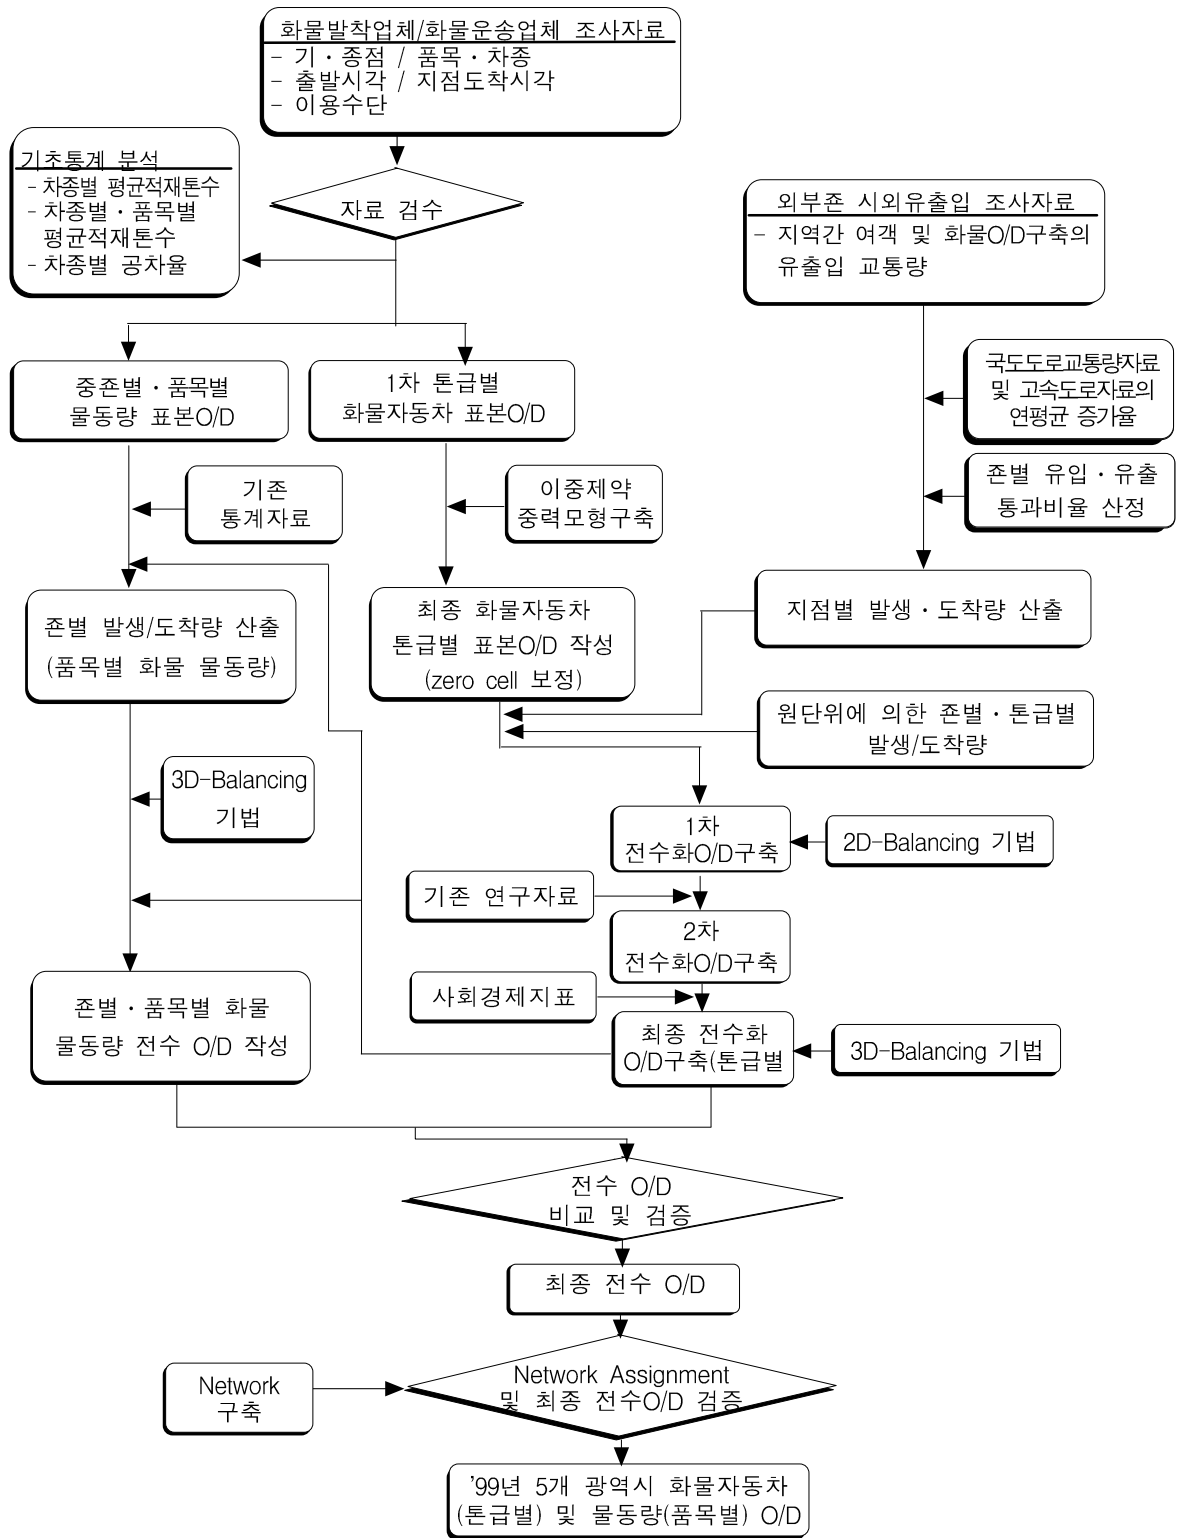 화물발착업체/화물운송업체 조사자료
- 기·종점 / 품목·차종
- 출발시각 / 지점도착시각
- 이용수단
기초통계 분석
- 차종별 평균적재톤수
- 차종별·품목별
평균적재톤수
- 차종별 공차율
자료 검수
외부죤 시외유출입 조사자료
- 지역간 여객 및 화물O/D구축의
유출입 교통량
중죤별·품목별
물동량 표본O/D
1차 톤급별
화물자동차 표본O/D
국도도로교통량자료
및 고속도로자료의
연평균 증가율
기존
통계자료
이중제약
중력모형구축
죤별 유입·유출
통과비율 산정
죤별 발생/도착량 산출
(품목별 화물 물동량)
최종 화물자동차
톤급별 표본O/D 작성
(zero cell 보정)
지점별 발생·도착량 산출
원단위에 의한 죤별·톤급별
발생/도착량
3D-Balancing
기법
1차
전수화O/D구축
2D-Balancing 기법
기존 연구자료
2차
전수화O/D구축
사회경제지표
죤별·품목별 화물
물동량 전수 O/D 작성
최종 전수화
O/D구축(톤급별
3D-Balancing 기법
전수 O/D
비교 및 검증
최종 전수 O/D
Network
구축
Network Assignment
및 최종 전수O/D 검증
'99년 5개 광역시 화물자동차
(톤급별) 및 물동량(품목별) O/D